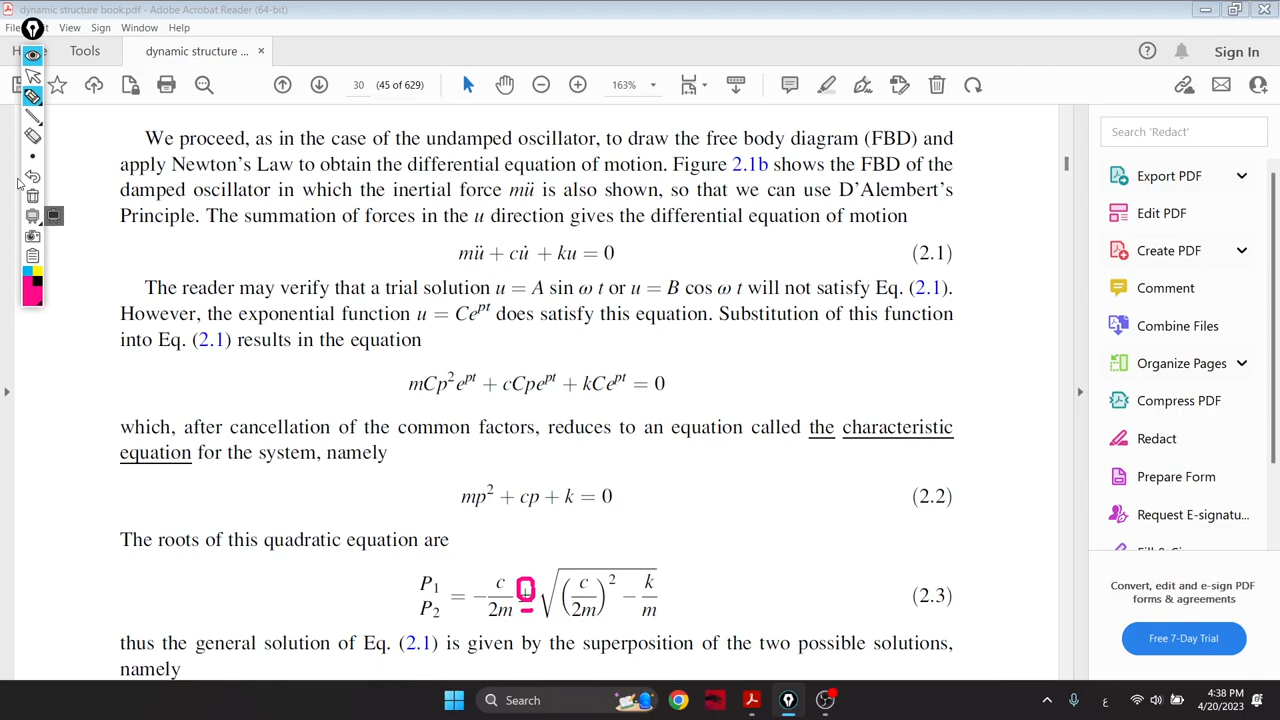 dynamic structure book.pdf - Adobe Acrobat Reader (64-bit)
File
View Sign Window Help
Tools dynamic structure ... × Sign In
30 (45 of 629) 163%
We proceed, as in the case of the undamped oscillator, to draw the free body diagram (FBD) and
apply Newton's Law to obtain the differential equation of motion. Figure 2.1b shows the FBD of the
damped oscillator in which the inertial force mü is also shown, so that we can use D'Alembert's
Principle. The summation of forces in the u direction gives the differential equation of motion
mü + cu̇ + ku = 0 (2.1)
The reader may verify that a trial solution u = A sin ω t or u = B cos ω t will not satisfy Eq. (2.1).
However, the exponential function u = Ce^pt does satisfy this equation. Substitution of this function
into Eq. (2.1) results in the equation
mCp²e^pt + cCpe^pt + kCe^pt = 0
which, after cancellation of the common factors, reduces to an equation called the characteristic
equation for the system, namely
mp² + cp + k = 0 (2.2)
The roots of this quadratic equation are
P₁ P₂ = −c/2m ± √((c/2m)² − k/m) (2.3)
thus the general solution of Eq. (2.1) is given by the superposition of the two possible solutions,
namely
Search 'Redact'
Export PDF
Edit PDF
Create PDF
Comment
Combine Files
Organize Pages
Compress PDF
Redact
Prepare Form
Request E-signatu...
Convert, edit and e-sign PDF
forms & agreements
Free 7-Day Trial
Search
ع
4:38 PM
4/20/2023